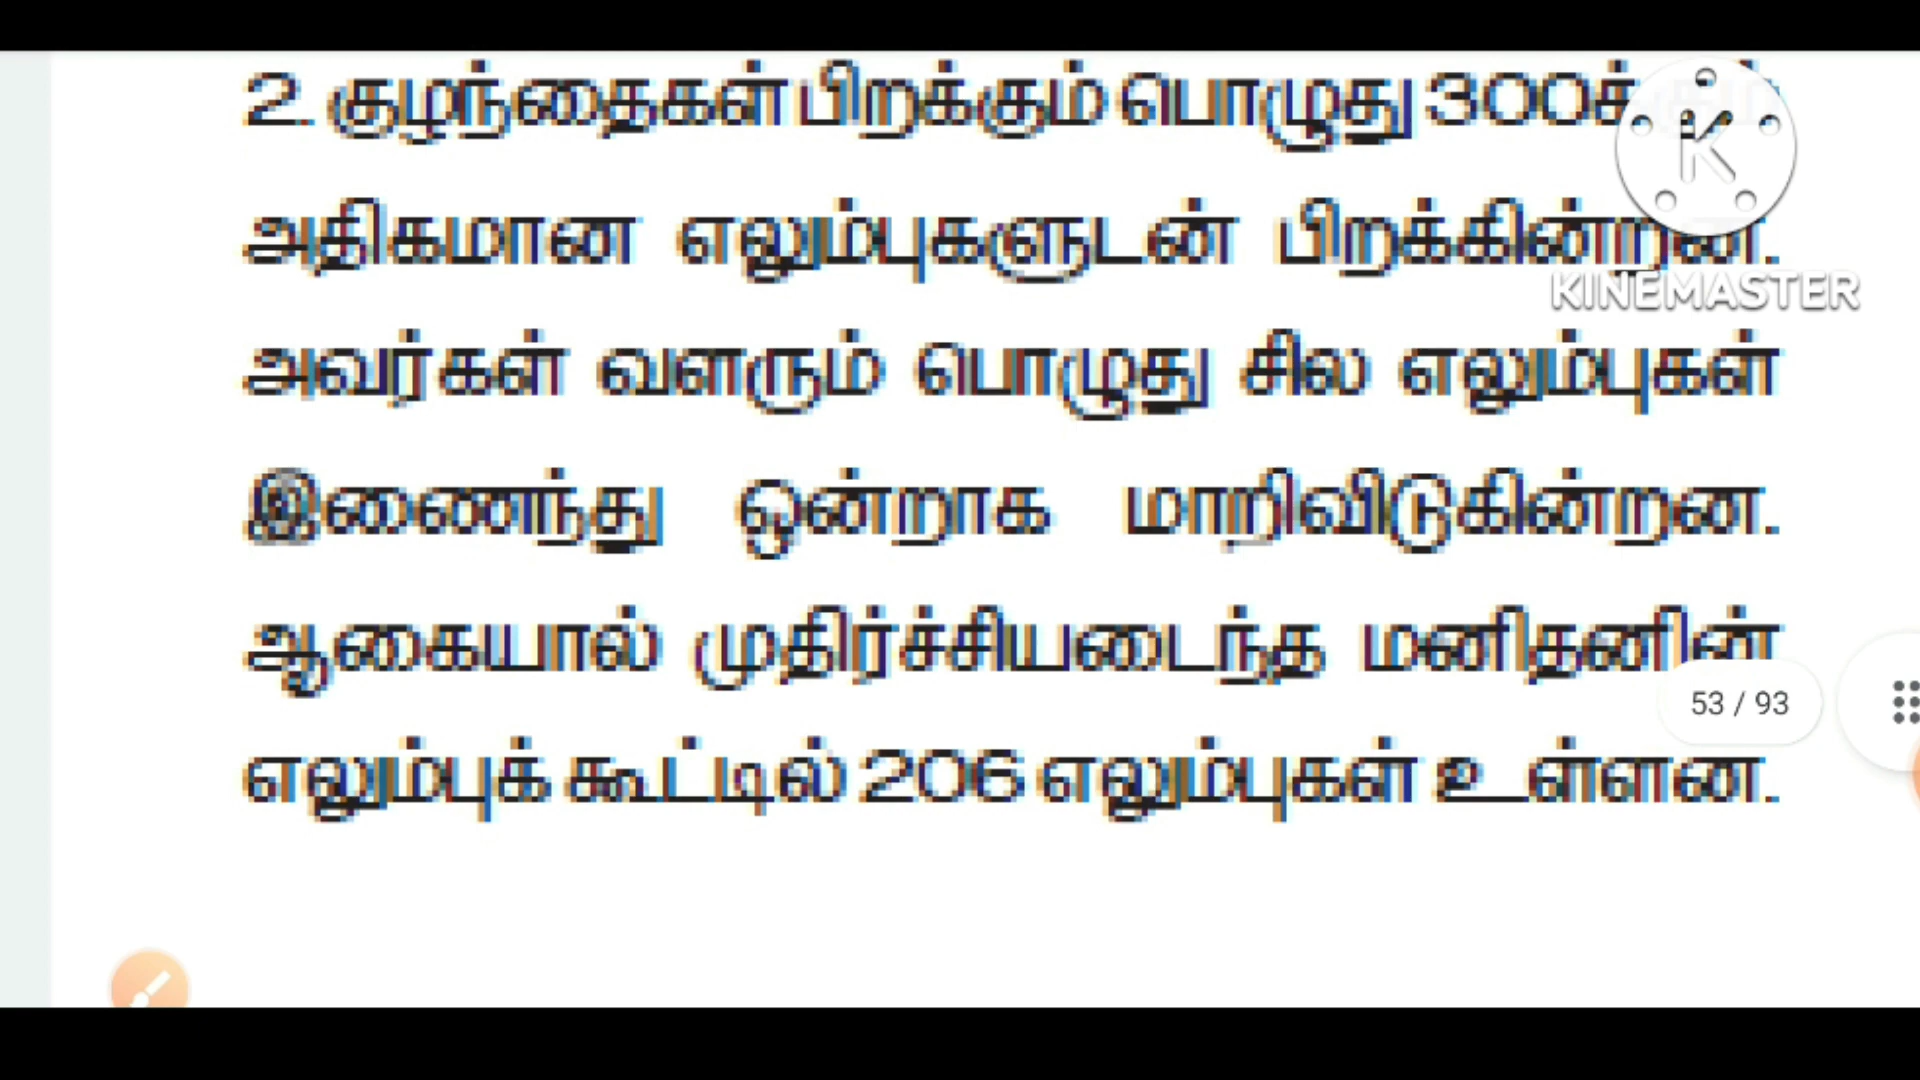 2. குழந்தைகள் பிறக்கும் பொழுது
அதிகமான எலும்புகளுடன் பிறக்கின்றன.
KINEMASTER
அவர்கள் வளரும் பொழுது சில எலும்புகள்
இணைந்து ஒன்றாக மாறிவிடுகின்றன.
ஆகையால் முதிர்ச்சியடைந்த மனிதனின்
53 / 93
எலும்புக் கூட்டில் 206 எலும்புகள் உள்ளன.